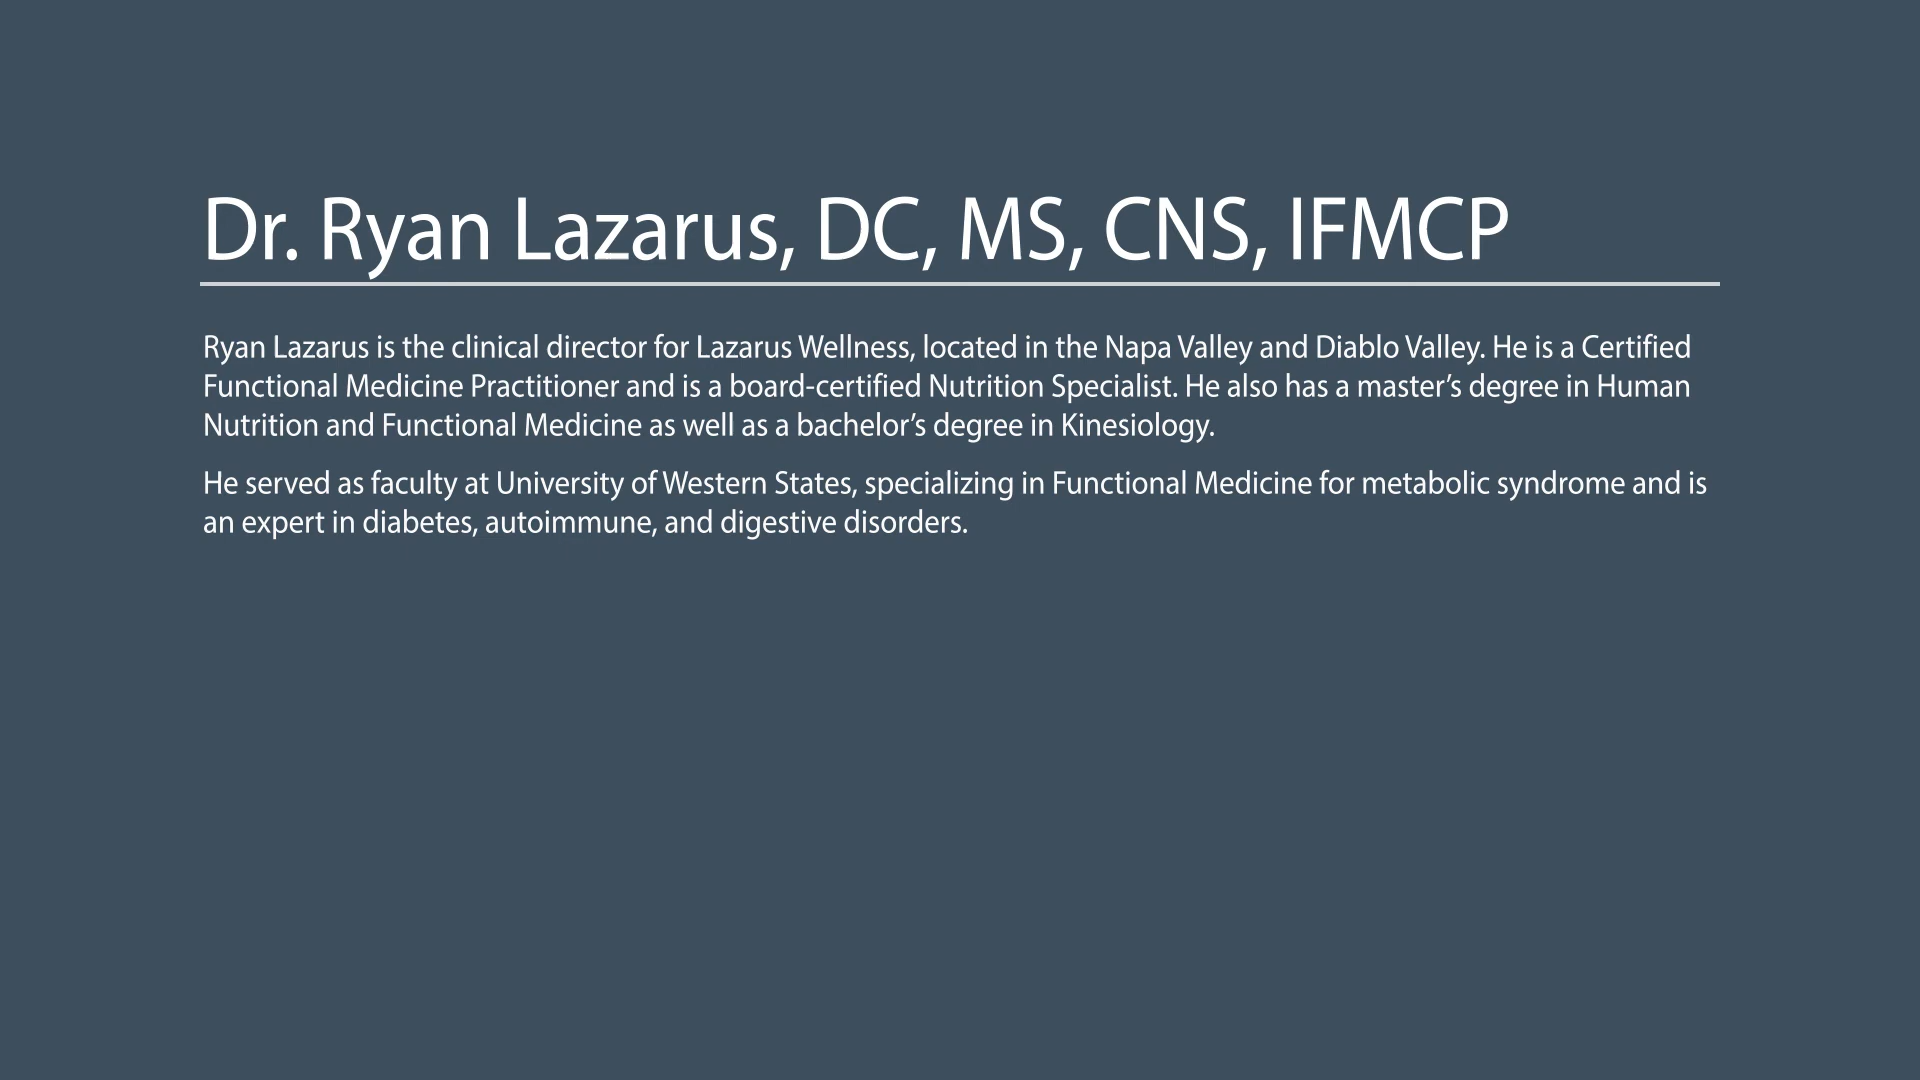 Dr. Ryan Lazarus, DC, MS, CNS, IFMCP
Ryan Lazarus is the clinical director for Lazarus Wellness, located in the Napa Valley and Diablo Valley. He is a Certified
Functional Medicine Practitioner and is a board-certified Nutrition Specialist. He also has a master’s degree in Human
Nutrition and Functional Medicine as well as a bachelor’s degree in Kinesiology.
He served as faculty at University of Western States, specializing in Functional Medicine for metabolic syndrome and is
an expert in diabetes, autoimmune, and digestive disorders.